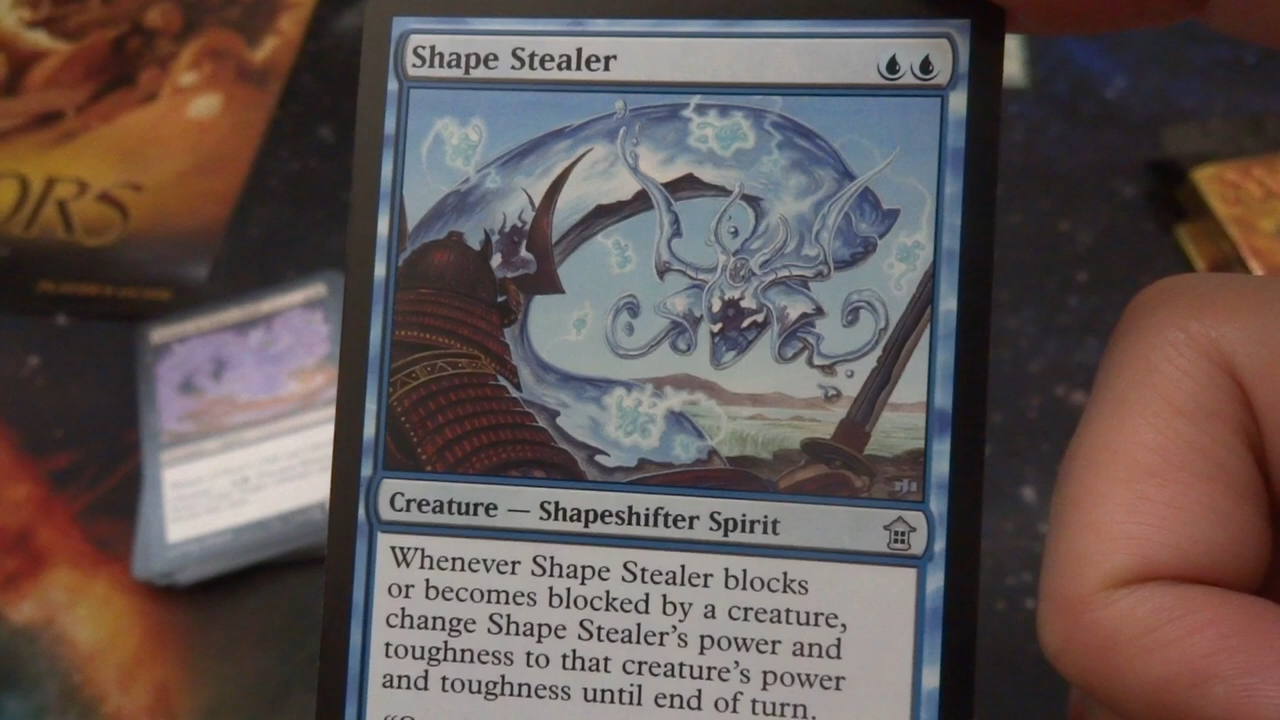 Shape Stealer
ORS
Creature — Shapeshifter Spirit
Whenever Shape Stealer blocks
or becomes blocked by a creature,
change Shape Stealer's power and
toughness to that creature's power
and toughness until end of turn.